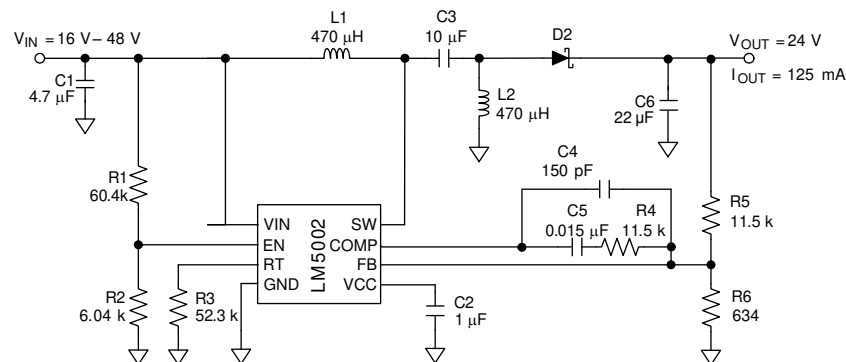 V_IN = 16 V– 48 V
L1
470 μH
C3
10 μF
D2
V_OUT = 24 V
I_OUT = 125 mA
C1
4.7 μF
L2
470 μH
C6
22 μF
C4
150 pF
R1
60.4k
C5
0.015 μF
R4
11.5 k
R5
11.5 k
VIN
EN
RT
GND
LM5002
SW
COMP
FB
VCC
R2
6.04 k
R3
52.3 k
C2
1 μF
R6
634